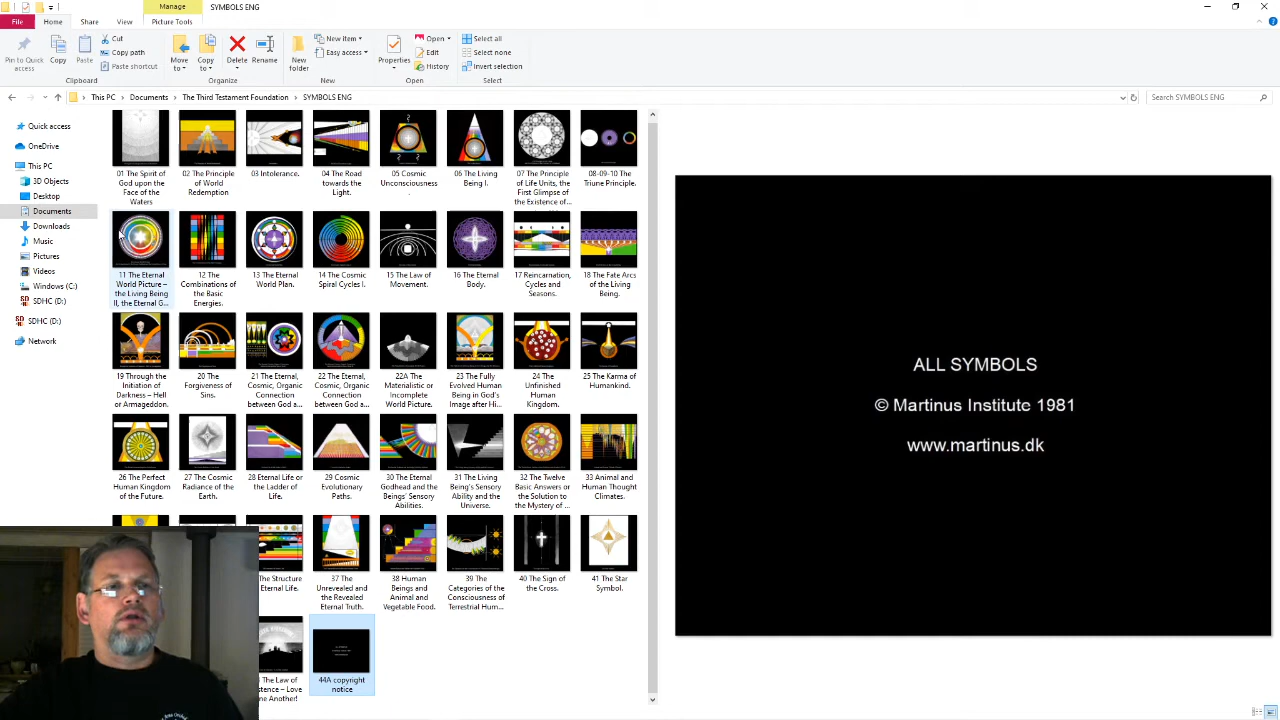 Manage
SYMBOLS ENG
File
Home
Share
View
Picture Tools
Pin to Quick access
Copy
Paste
Cut
Copy path
Paste shortcut
Clipboard
Move to
Copy to
Delete
Rename
Organize
New folder
New item
Easy access
New
Properties
Open
Edit
History
Open
Select all
Select none
Invert selection
Select
This PC
Documents
The Third Testament Foundation
SYMBOLS ENG
Search SYMBOLS ENG
Quick access
OneDrive
This PC
3D Objects
Desktop
Documents
Downloads
Music
Pictures
Videos
Windows (C:)
SDHC (D:)
SDHC (D:)
Network
01 The Spirit of God upon the Face of the Waters
02 The Principle of World Redemption
03 Intolerance.
04 The Road towards the Light.
05 Cosmic Unconsciousness.
06 The Living Being I.
07 The Principle of Life Units, the First Glimpse of the Existence of...
08-09-10 The Triune Principle.
11 The Eternal World Picture – the Living Being II, the Eternal G...
12 The Combinations of the Basic Energies.
13 The Eternal World Plan.
14 The Cosmic Spiral Cycles I.
15 The Law of Movement.
16 The Eternal Body.
17 Reincarnation, Cycles and Seasons.
18 The Fate Arcs of the Living Being.
19 Through the Initiation of Darkness – Hell or Armageddon.
20 The Forgiveness of Sins.
21 The Eternal, Cosmic, Organic Connection between God a...
22 The Eternal, Cosmic, Organic Connection between God a...
22A The Materialistic or Incomplete World Picture.
23 The Fully Evolved Human Being in God's Image after Hi...
24 The Unfinished Human Kingdom.
25 The Karma of Humankind.
26 The Perfect Human Kingdom of the Future.
27 The Cosmic Radiance of the Earth.
28 Eternal Life or the Ladder of Life.
29 Cosmic Evolutionary Paths.
30 The Eternal Godhead and the Beings' Sensory Abilities.
31 The Living Being's Sensory Ability and the Universe.
32 The Twelve Basic Answers or the Solution to the Mystery of ...
33 Animal and Human Thought Climates.
The Structure
Eternal Life.
37 The Unrevealed and the Revealed Eternal Truth.
38 Human Beings and Animal and Vegetable Food.
39 The Categories of the Consciousness of Terrestrial Hum...
40 The Sign of the Cross.
41 The Star Symbol.
The Law of
stence – Love
ne Another!
44A copyright notice
ALL SYMBOLS
© Martinus Institute 1981
www.martinus.dk